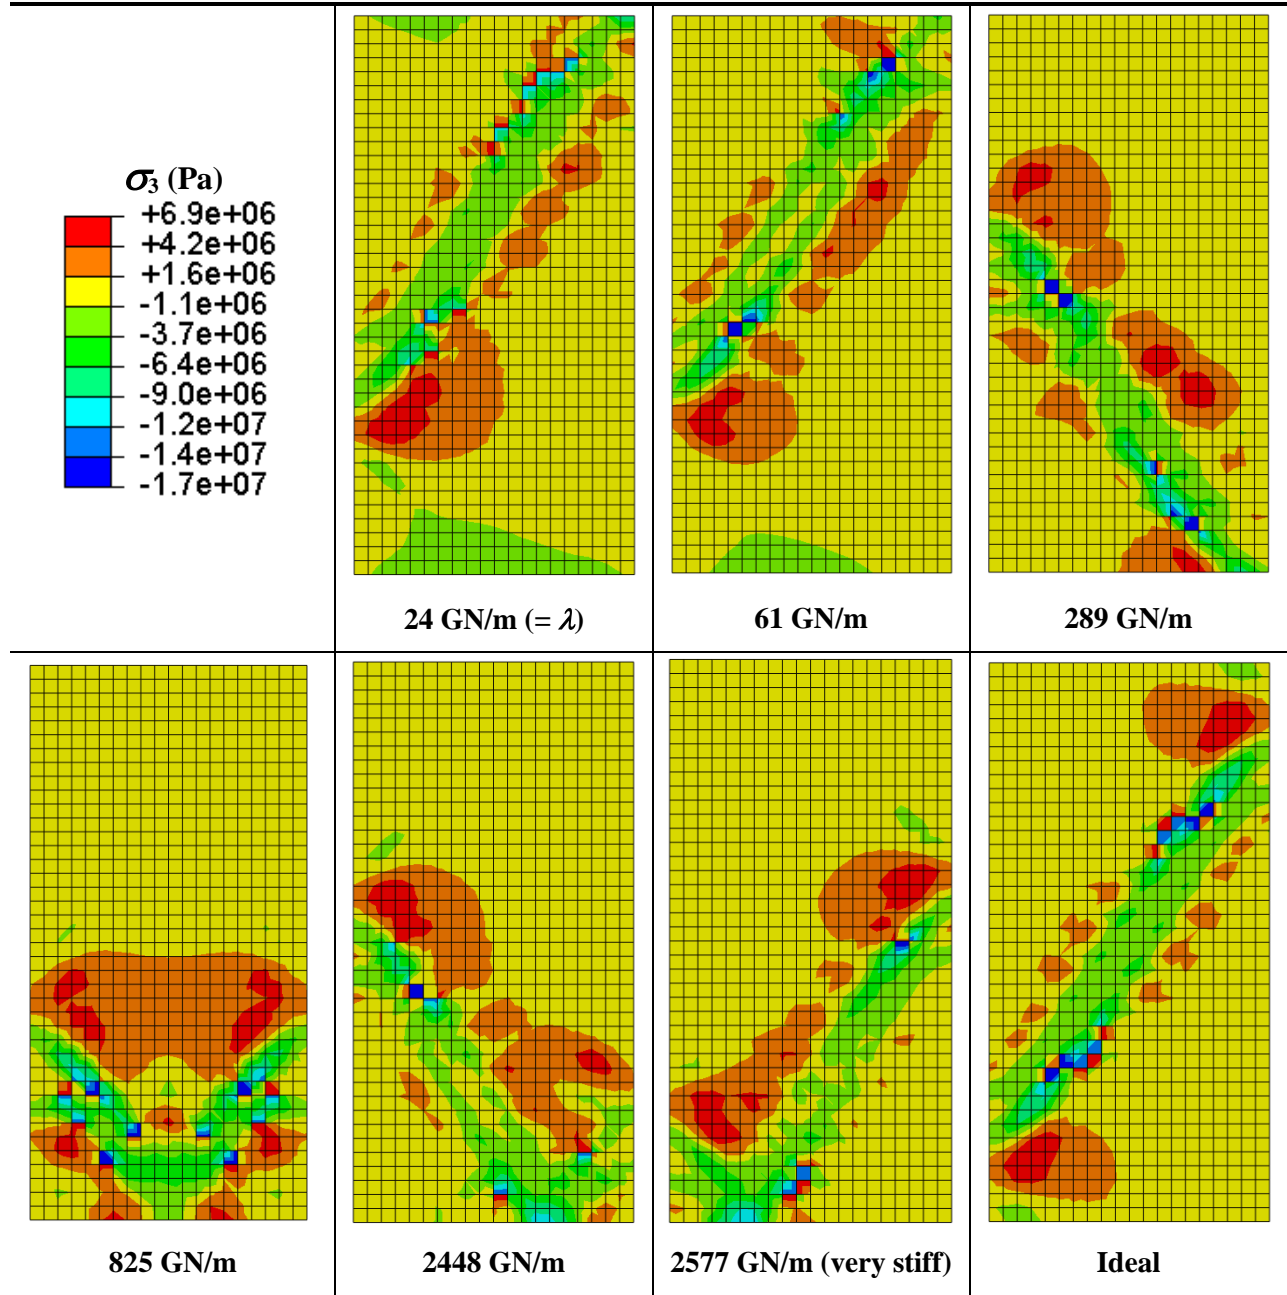 σ₃ (Pa)
+6.9e+06
+4.2e+06
+1.6e+06
-1.1e+06
-3.7e+06
-6.4e+06
-9.0e+06
-1.2e+07
-1.4e+07
-1.7e+07
24 GN/m (= λ)
61 GN/m
289 GN/m
825 GN/m
2448 GN/m
2577 GN/m (very stiff)
Ideal